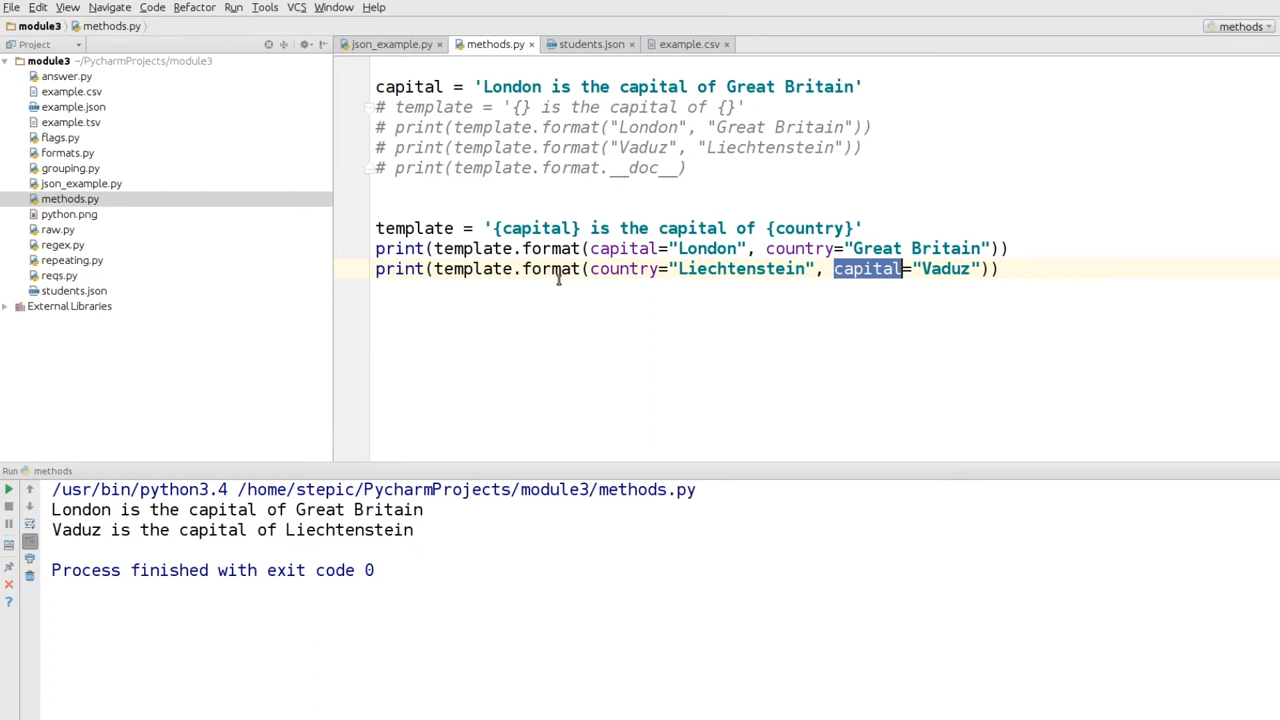 File Edit View Navigate Code Refactor Run Tools VCS Window Help
module3 methods.py methods
Project json_example.py methods.py students.json example.csv
module3 ~/PycharmProjects/module3
answer.py
example.csv
example.json
example.tsv
flags.py
formats.py
grouping.py
json_example.py
methods.py
python.png
raw.py
regex.py
repeating.py
reqs.py
students.json
External Libraries
capital = 'London is the capital of Great Britain'
# template = '{} is the capital of {}'
# print(template.format("London", "Great Britain"))
# print(template.format("Vaduz", "Liechtenstein"))
# print(template.format.__doc__)
template = '{capital} is the capital of {country}'
print(template.format(capital="London", country="Great Britain"))
print(template.format(country="Liechtenstein", capital="Vaduz"))
Run methods
/usr/bin/python3.4 /home/stepic/PycharmProjects/module3/methods.py
London is the capital of Great Britain
Vaduz is the capital of Liechtenstein
Process finished with exit code 0